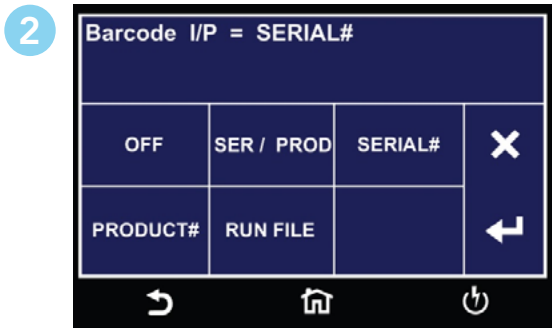 2
Barcode I/P = SERIAL#
OFF
SER / PROD
SERIAL#
PRODUCT#
RUN FILE